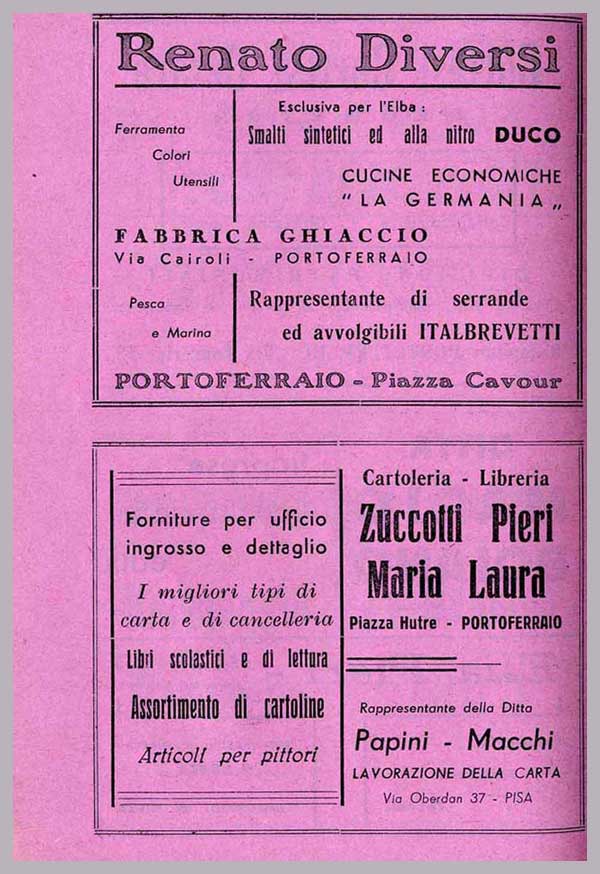 Renato Diversi
Ferramenta
Colori
Utensili
Esclusiva per l'Elba :
Smalti sintetici ed alla nitro DUCO
CUCINE ECONOMICHE
" LA GERMANIA „
FABBRICA GHIACCIO
Via Cairoli - PORTOFERRAIO
Pesca
e Marina
Rappresentante di serrande
ed avvolgibili ITALBREVETTI
PORTOFERRAIO - Piazza Cavour
Forniture per ufficio
ingrosso e dettaglio
I migliori tipi di
carta e di cancelleria
Libri scolastici e di lettura
Assortimento di cartoline
Articoli per pittori
Cartoleria - Libreria
Zuccotti Pieri
Maria Laura
Piazza Hutre - PORTOFERRAIO
Rappresentante della Ditta
Papini - Macchi
LAVORAZIONE DELLA CARTA
Via Oberdan 37 - PISA